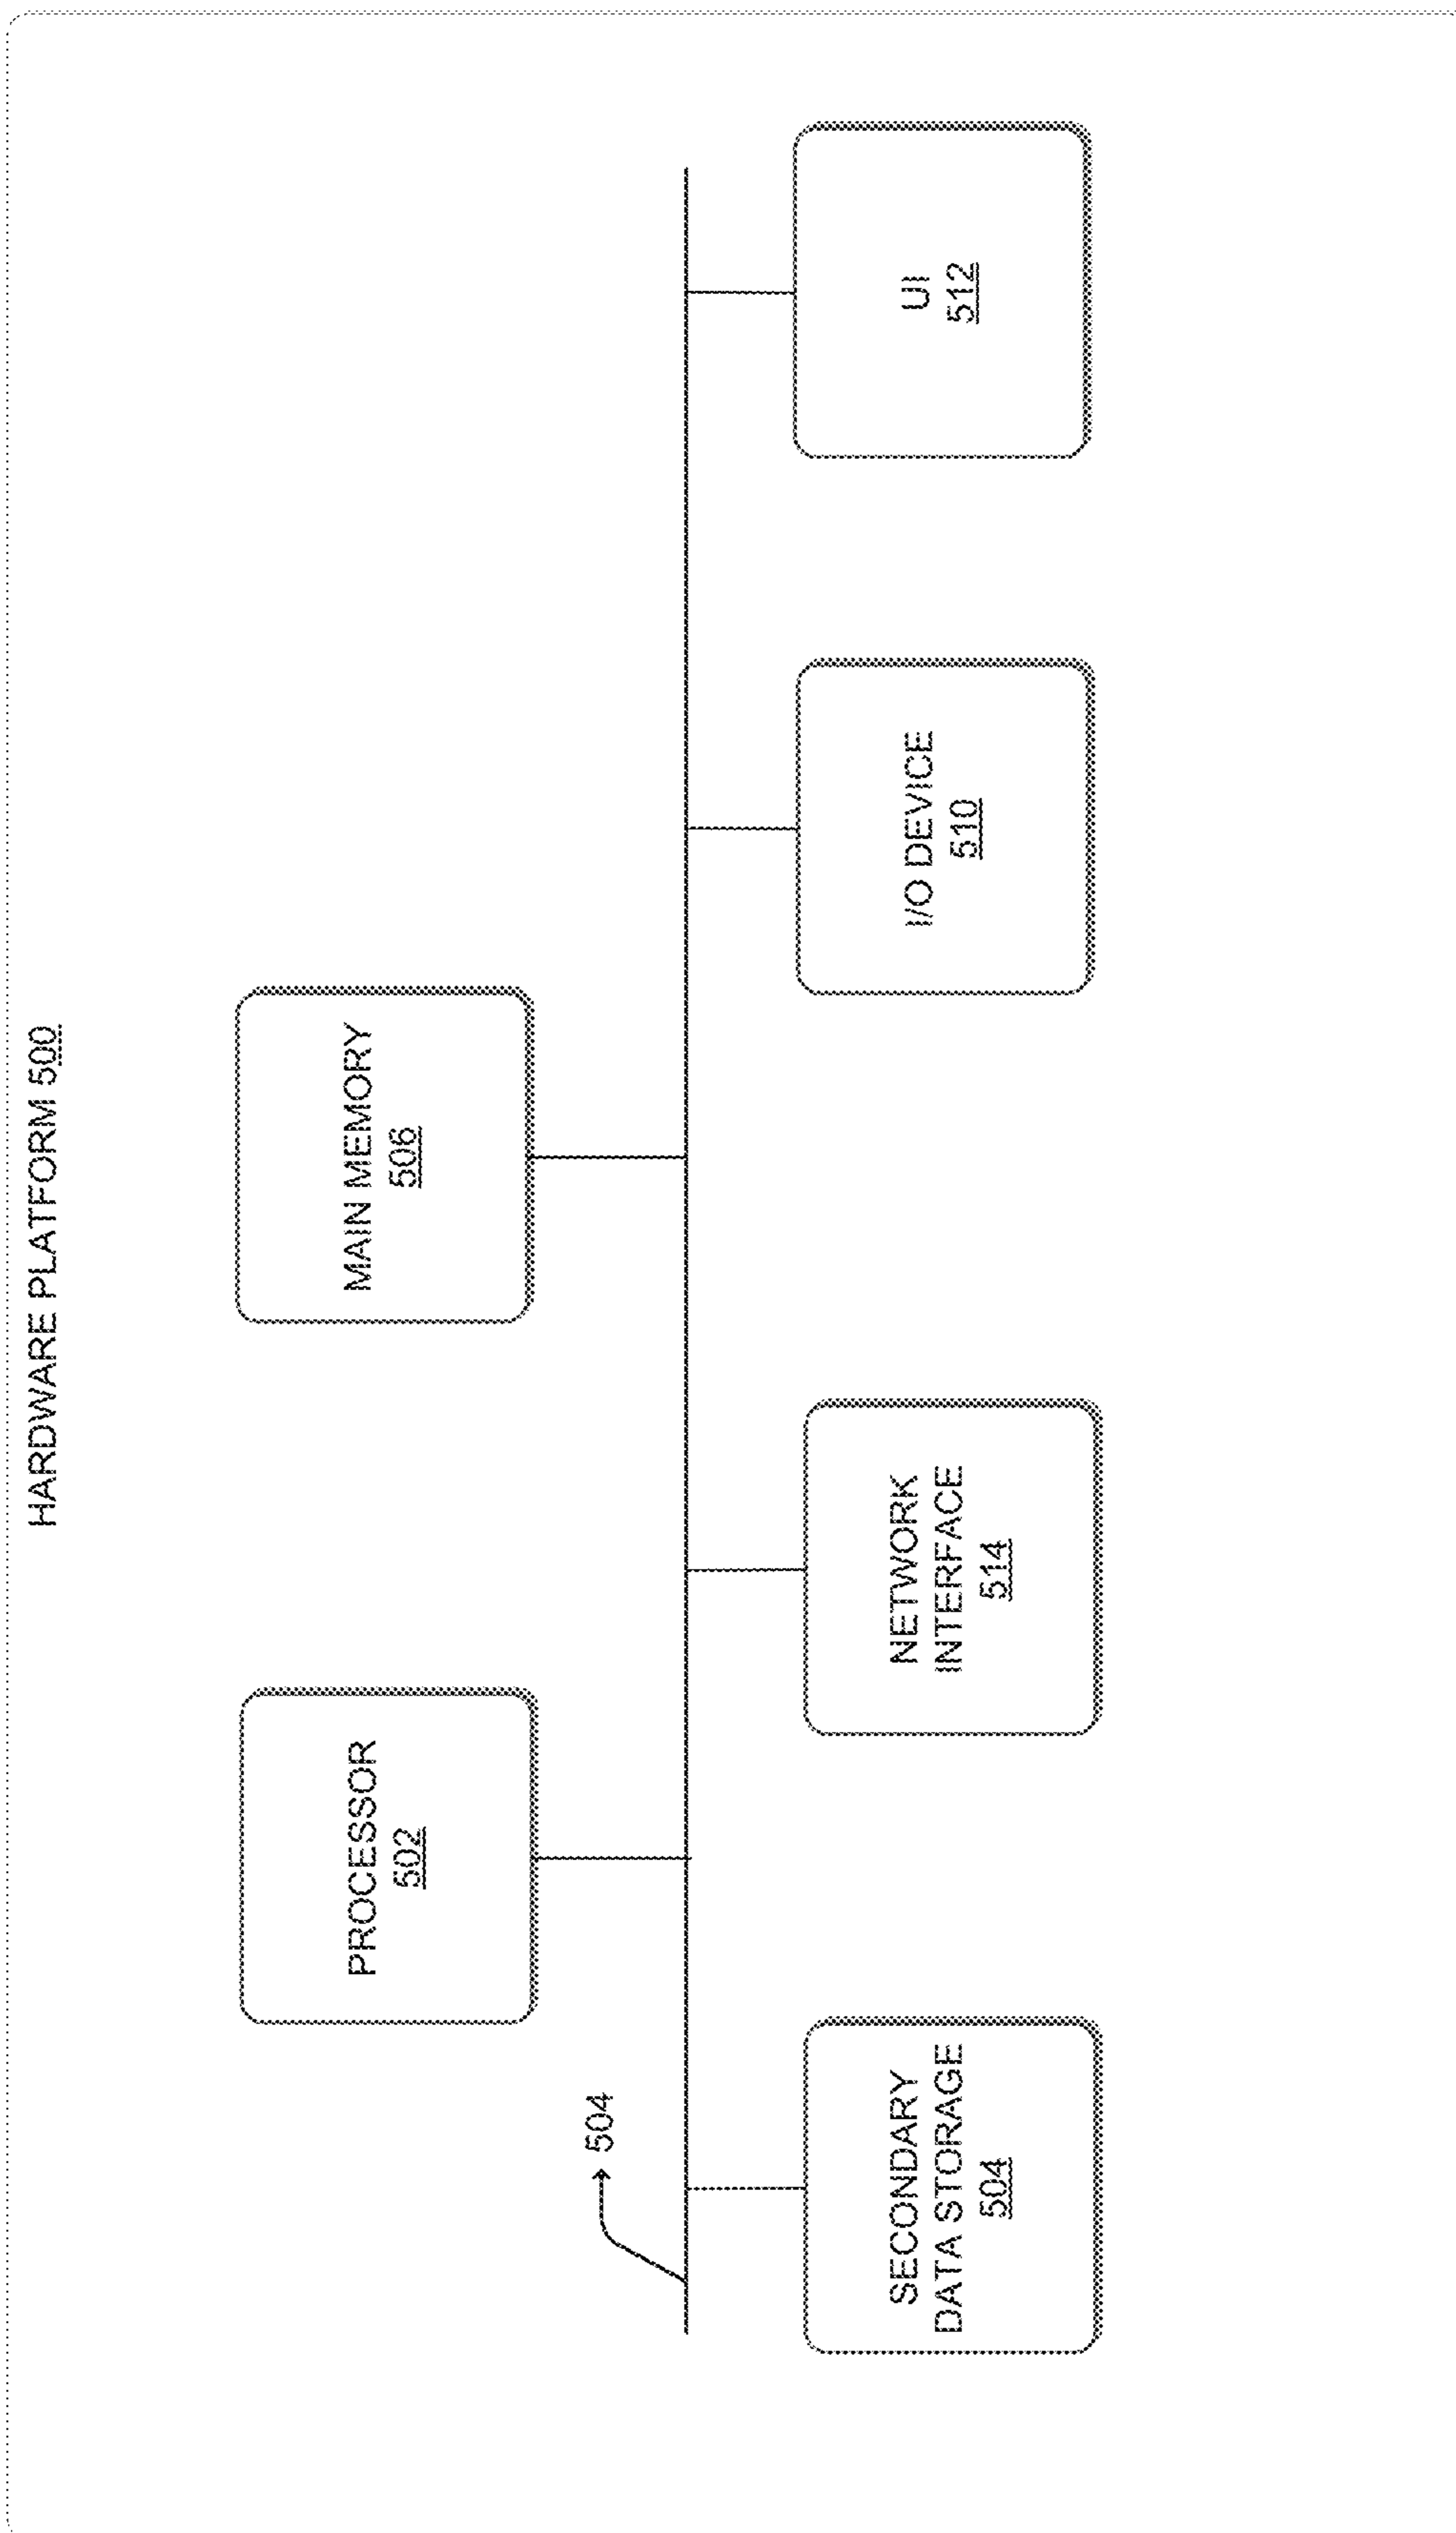 HARDWARE PLATFORM 500
PROCESSOR
502
MAIN MEMORY
506
504
SECONDARY
DATA STORAGE
504
NETWORK
INTERFACE
514
I/O DEVICE
510
UI
512